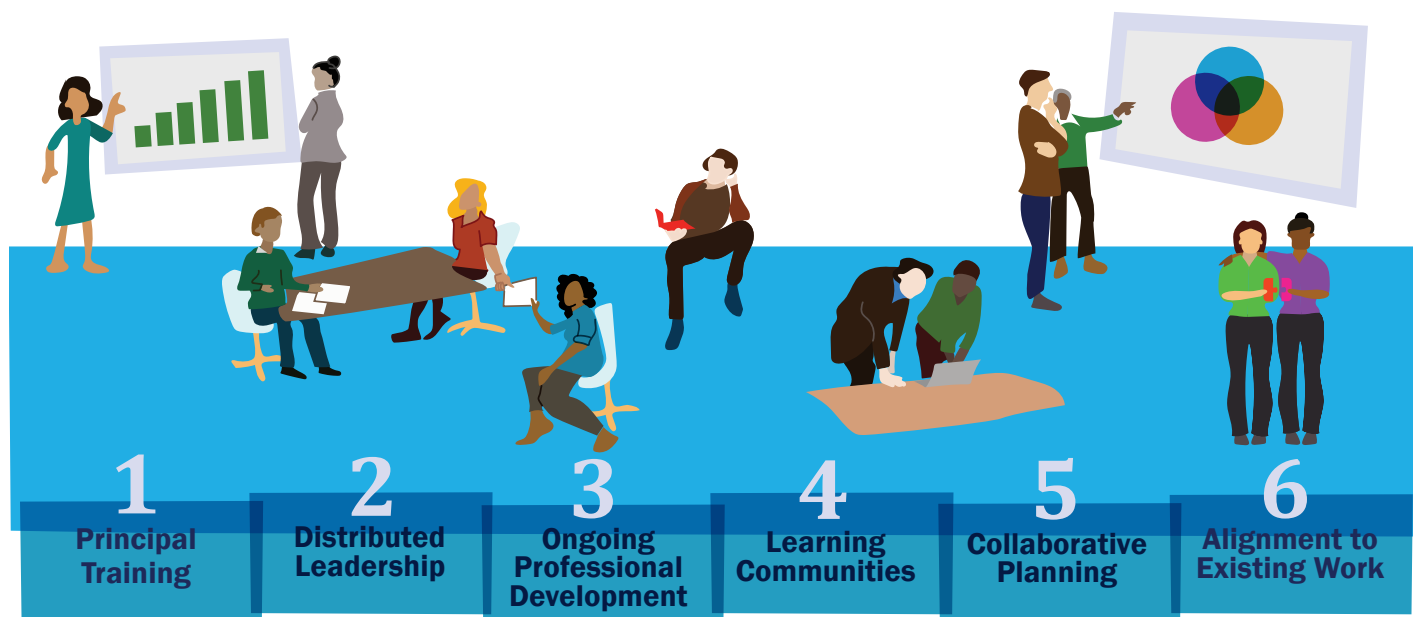 1
Principal
Training
2
Distributed
Leadership
3
Ongoing
Professional
Development
4
Learning
Communities
5
Collaborative
Planning
6
Alignment to
Existing Work